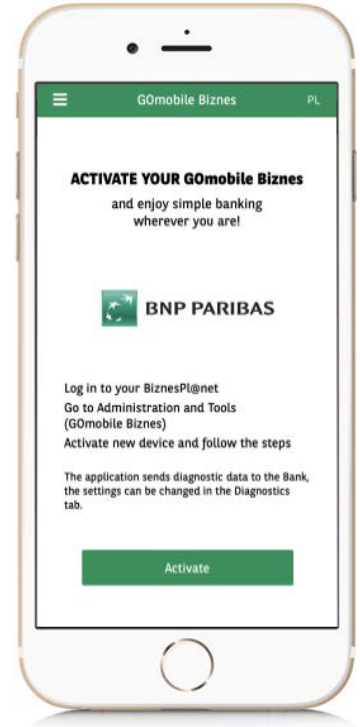 GOmobile Biznes PL
ACTIVATE YOUR GOmobile Biznes
and enjoy simple banking
wherever you are!
BNP PARIBAS
Log in to your BiznesPl@net
Go to Administration and Tools
(GOmobile Biznes)
Activate new device and follow the steps
The application sends diagnostic data to the Bank,
the settings can be changed in the Diagnostics
tab.
Activate